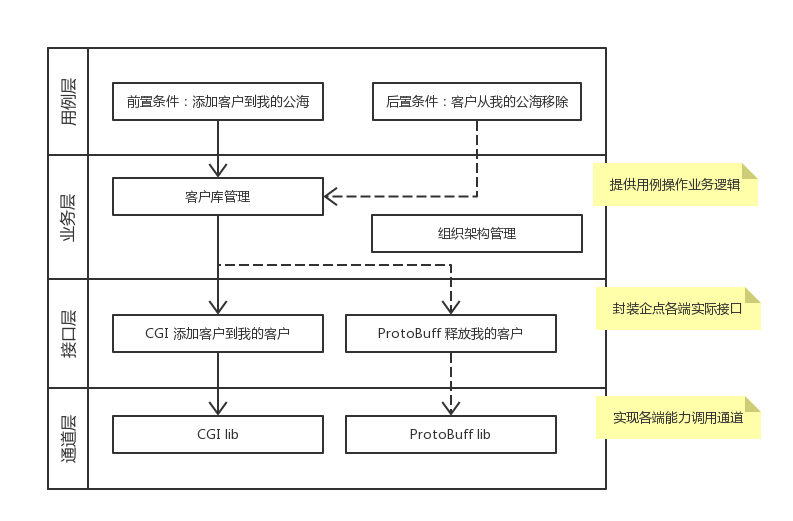 用例层
前置条件：添加客户到我的公海
后置条件：客户从我的公海移除
业务层
客户库管理
组织架构管理
提供用例操作业务逻辑
接口层
CGI 添加客户到我的客户
ProtoBuff 释放我的客户
封装企点各端实际接口
通道层
CGI lib
ProtoBuff lib
实现各端能力调用通道